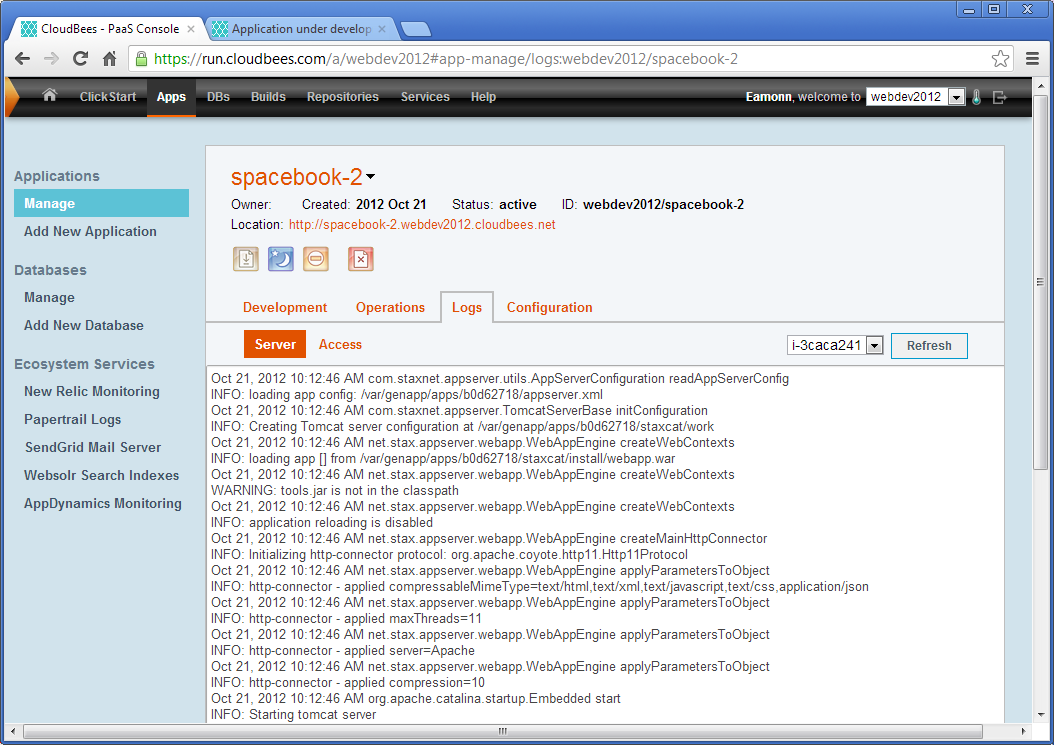 CloudBees - PaaS Console
Application under develop
https://run.cloudbees.com/a/webdev2012#app-manage/logs:webdev2012/spacebook-2
ClickStart Apps DBs Builds Repositories Services Help Eamonn, welcome to webdev2012
Applications
Manage
Add New Application
Databases
Manage
Add New Database
Ecosystem Services
New Relic Monitoring
Papertrail Logs
SendGrid Mail Server
Websolr Search Indexes
AppDynamics Monitoring
spacebook-2
Owner: Created: 2012 Oct 21 Status: active ID: webdev2012/spacebook-2
Location: http://spacebook-2.webdev2012.cloudbees.net
Development Operations Logs Configuration
Server Access i-3caca241 Refresh
Oct 21, 2012 10:12:46 AM com.staxnet.appserver.utils.AppServerConfiguration readAppServerConfig
INFO: loading app config: /var/genapp/apps/b0d62718/appserver.xml
Oct 21, 2012 10:12:46 AM com.staxnet.appserver.TomcatServerBase initConfiguration
INFO: Creating Tomcat server configuration at /var/genapp/apps/b0d62718/staxcat/work
Oct 21, 2012 10:12:46 AM net.stax.appserver.webapp.WebAppEngine createWebContexts
INFO: loading app [] from /var/genapp/apps/b0d62718/staxcat/install/webapp.war
Oct 21, 2012 10:12:46 AM net.stax.appserver.webapp.WebAppEngine createWebContexts
WARNING: tools.jar is not in the classpath
Oct 21, 2012 10:12:46 AM net.stax.appserver.webapp.WebAppEngine createWebContexts
INFO: application reloading is disabled
Oct 21, 2012 10:12:46 AM net.stax.appserver.webapp.WebAppEngine createMainHttpConnector
INFO: Initializing http-connector protocol: org.apache.coyote.http11.Http11Protocol
Oct 21, 2012 10:12:46 AM net.stax.appserver.webapp.WebAppEngine applyParametersToObject
INFO: http-connector - applied compressableMimeType=text/html,text/xml,text/javascript,text/css,application/json
Oct 21, 2012 10:12:46 AM net.stax.appserver.webapp.WebAppEngine applyParametersToObject
INFO: http-connector - applied maxThreads=11
Oct 21, 2012 10:12:46 AM net.stax.appserver.webapp.WebAppEngine applyParametersToObject
INFO: http-connector - applied server=Apache
Oct 21, 2012 10:12:46 AM net.stax.appserver.webapp.WebAppEngine applyParametersToObject
INFO: http-connector - applied compression=10
Oct 21, 2012 10:12:46 AM org.apache.catalina.startup.Embedded start
INFO: Starting tomcat server